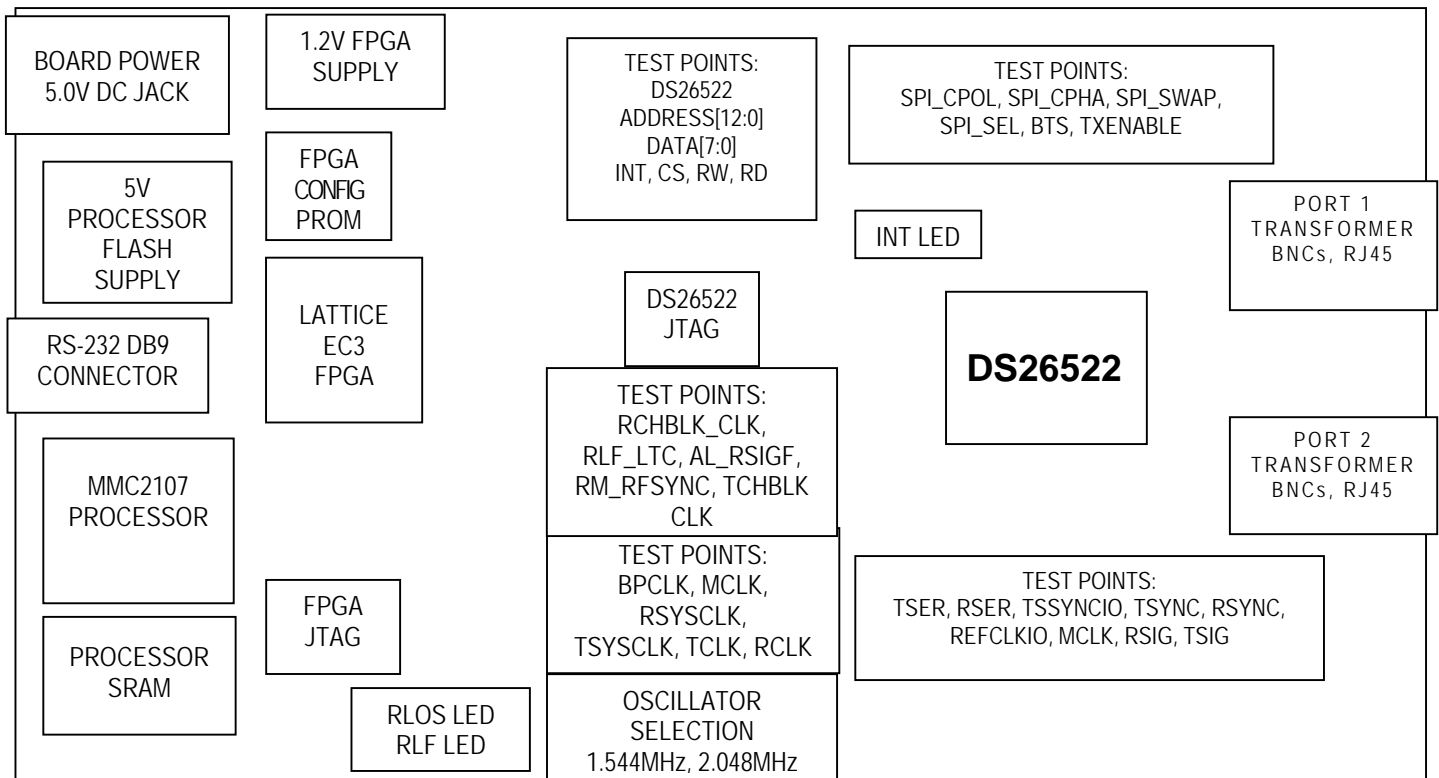 BOARD POWER
5.0V DC JACK
1.2V FPGA
SUPPLY
TEST POINTS:
DS26522
ADDRESS[12:0]
DATA[7:0]
INT, CS, RW, RD
TEST POINTS:
SPI_CPOL, SPI_CPHA, SPI_SWAP,
SPI_SEL, BTS, TXENABLE
FPGA
CONFIG
PROM
5V
PROCESSOR
FLASH
SUPPLY
PORT 1
TRANSFORMER
BNCs, RJ45
INT LED
LATTICE
EC3
FPGA
DS26522
JTAG
DS26522
RS-232 DB9
CONNECTOR
TEST POINTS:
RCHBLK_CLK,
RLF_LTC, AL_RSIGF,
RM_RFSYNC, TCHBLK
CLK
PORT 2
TRANSFORMER
BNCs, RJ45
MMC2107
PROCESSOR
TEST POINTS:
BPCLK, MCLK,
RSYSCLK,
TSYSCLK, TCLK, RCLK
TEST POINTS:
TSER, RSER, TSSYNCIO, TSYNC, RSYNC,
REFCLKIO, MCLK, RSIG, TSIG
FPGA
JTAG
PROCESSOR
SRAM
RLOS LED
RLF LED
OSCILLATOR
SELECTION
1.544MHz, 2.048MHz